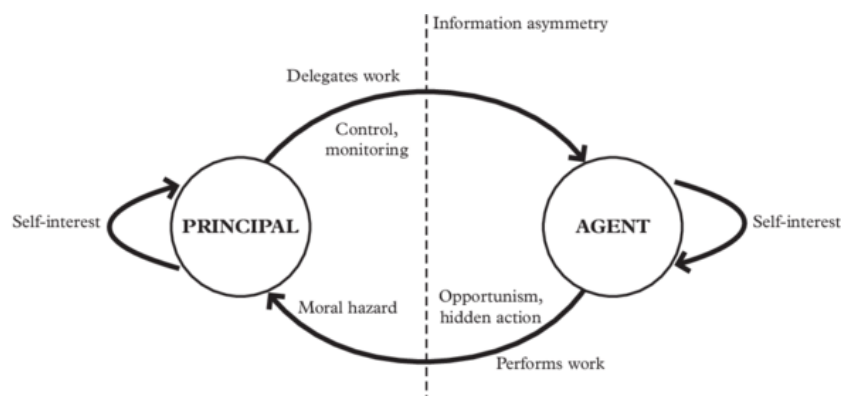 Information asymmetry
Delegates work
Control,
monitoring
Self-interest
PRINCIPAL
AGENT
Self-interest
Moral hazard
Opportunism,
hidden action
Performs work